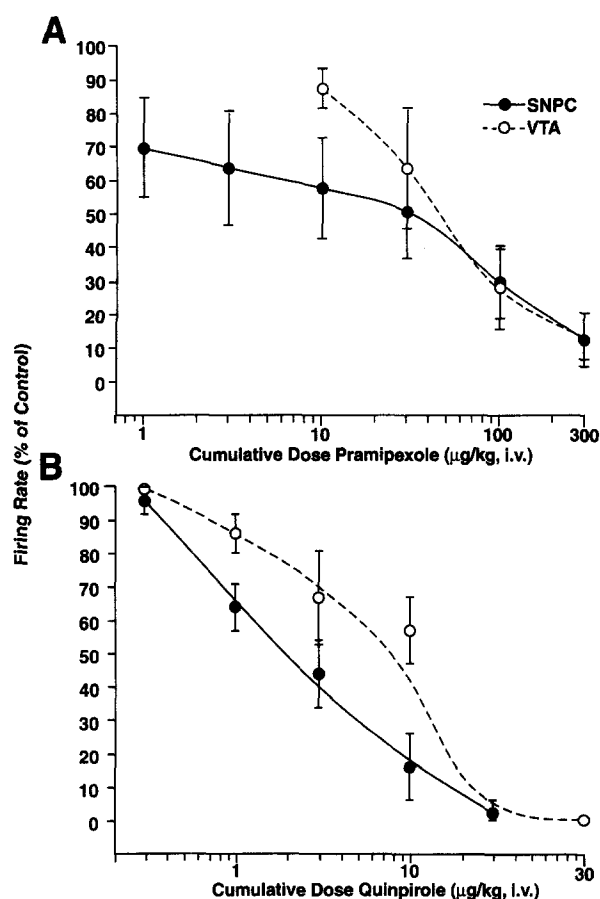 A
100
90
80
70
60
50
40
30
20
10
0
SNPC
VTA
1 10 100 300
Cumulative Dose Pramipexole (µg/kg, i.v.)
Firing Rate (% of Control)
B
100
90
80
70
60
50
40
30
20
10
0
1 10 30
Cumulative Dose Quinpirole (µg/kg, i.v.)